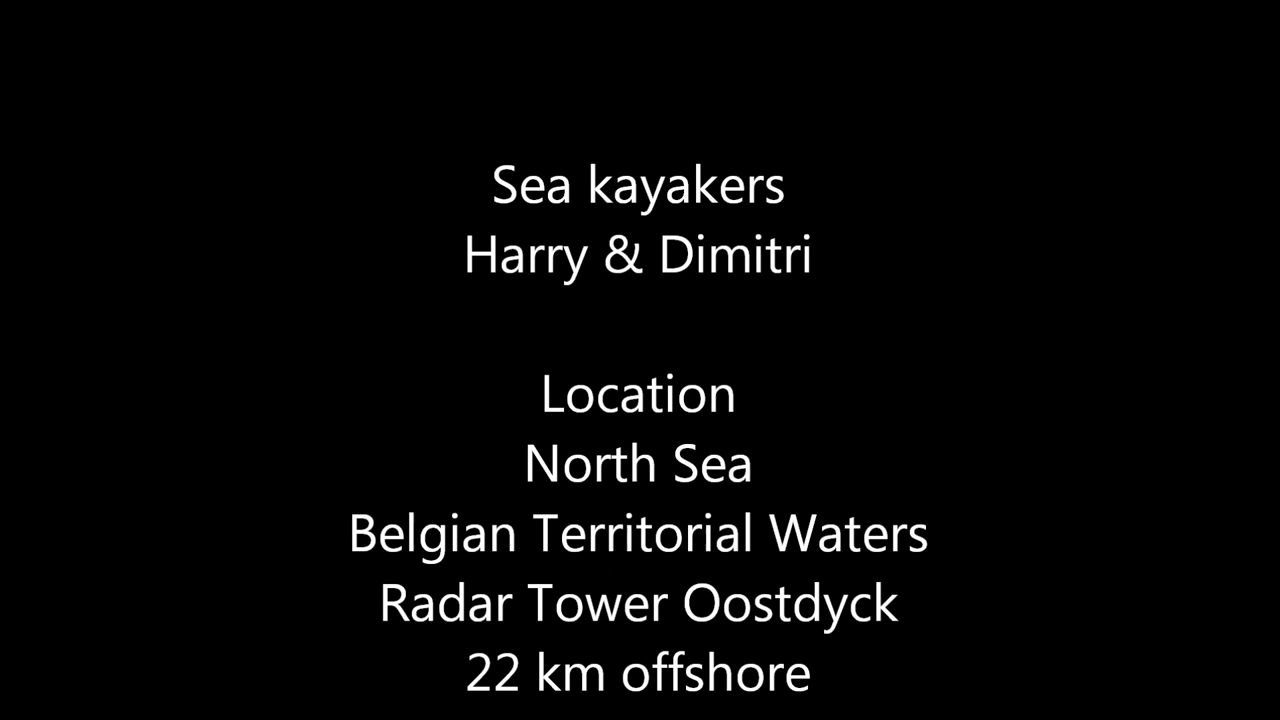 Sea kayakers
Harry & Dimitri
Location
North Sea
Belgian Territorial Waters
Radar Tower Oostdyck
22 km offshore